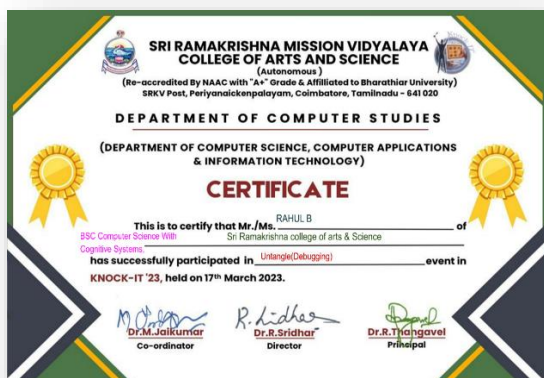 SRI RAMAKRISHNA MISSION VIDYALAYA
COLLEGE OF ARTS AND SCIENCE
(Autonomous)
(Re-accredited By NAAC with "A+" Grade & Affilliated to Bharathiar University)
SRKV Post, Periyanaickenpalayam, Coimbatore, Tamilnadu - 641 020
DEPARTMENT OF COMPUTER STUDIES
(DEPARTMENT OF COMPUTER SCIENCE, COMPUTER APPLICATIONS
& INFORMATION TECHNOLOGY)
CERTIFICATE
This is to certify that Mr./Ms. RAHUL B of
BSC Computer Science With Sri Ramakrishna college of arts & Science
Cognitive Systems,
has successfully participated in Untangle(Debugging) event in
KNOCK-IT '23, held on 17th March 2023.
R. Sridhar
Dr.M.Jaikumar Dr.R.Sridhar Dr.R.Thangavel
Co-ordinator Director Principal